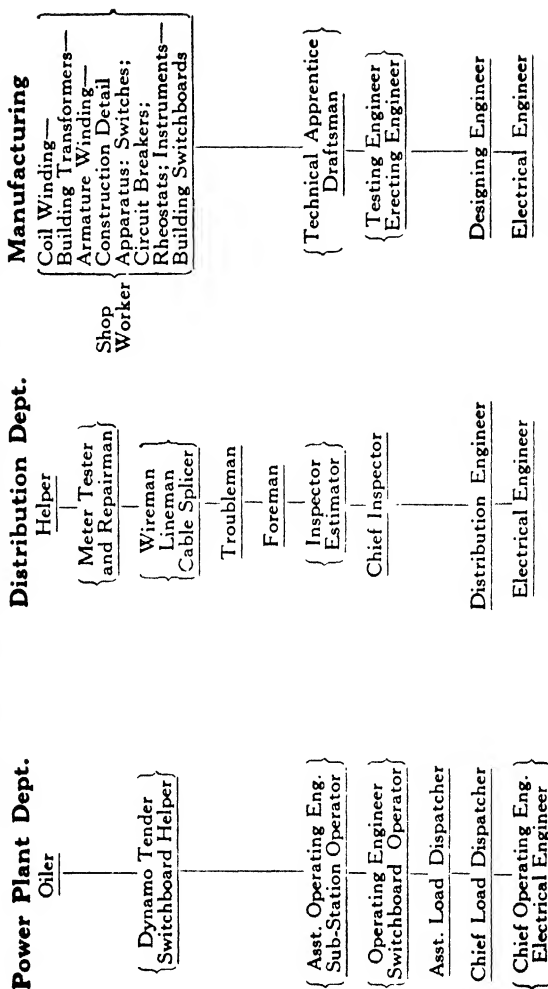 Power Plant Dept.
Oiler
Dynamo Tender
Switchboard Helper
Asst. Operating Eng.
Sub-Station Operator
Operating Engineer
Switchboard Operator
Asst. Load Dispatcher
Chief Load Dispatcher
Chief Operating Eng.
Electrical Engineer
Distribution Dept.
Helper
Meter Tester
and Repairman
Wireman
Lineman
Cable Splicer
Troubleman
Foreman
Inspector
Estimator
Chief Inspector
Distribution Engineer
Electrical Engineer
Manufacturing
Shop
Worker
Coil Winding—
Building Transformers—
Armature Winding—
Construction Detail
Apparatus: Switches;
Circuit Breakers;
Rheostats; Instruments—
Building Switchboards
Technical Apprentice
Draftsman
Testing Engineer
Erecting Engineer
Designing Engineer
Electrical Engineer